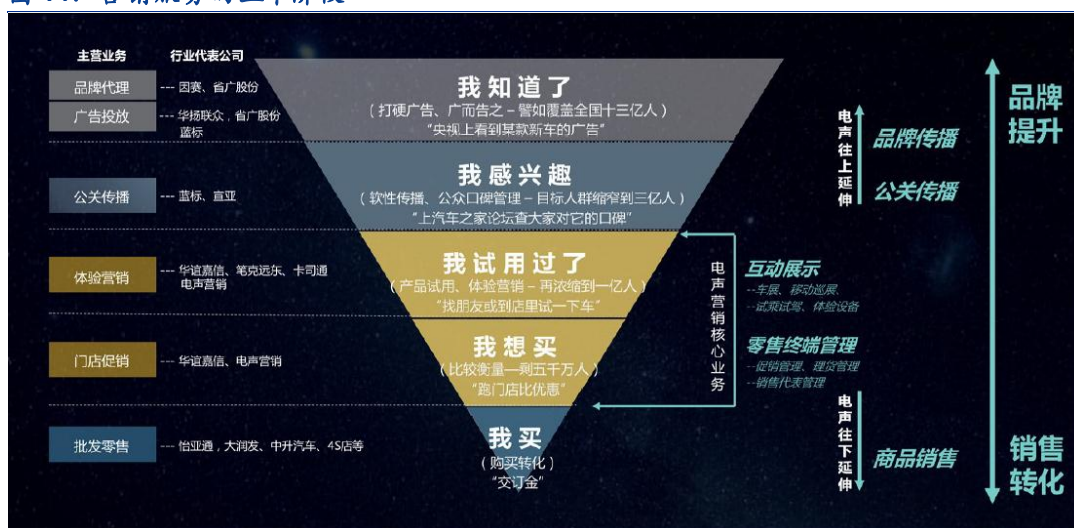 主营业务 行业代表公司
品牌代理 --- 因赛、省广股份
广告投放 --- 华扬联众，省广股份
蓝标
公关传播 --- 蓝标、宣亚
体验营销 --- 华谊嘉信、笔克远东、卡司通
电声营销
门店促销 --- 华谊嘉信、电声营销
批发零售 --- 怡亚通，大润发、中升汽车、4S店等
我知道了
（打硬广告、广而告之 – 譬如覆盖全国十三亿人）
“央视上看到某款新车的广告”
我感兴趣
（软性传播、公众口碑管理 – 目标人群缩窄到三亿人）
“上汽车之家论坛查大家对它的口碑”
我试用过了
（产品试用、体验营销 – 再浓缩到一亿人）
“找朋友或到店里试一下车”
我想买
（比较衡量—剩五千万人）
“跑门店比优惠”
我买
（购买转化）
“交订金”
电声往上延伸
品牌传播
公关传播
电声营销核心业务
互动展示
--车展、移动巡展、
--试乘试驾、体验设备
零售终端管理
--促销管理、理货管理
--销售代表管理
电声往下延伸
商品销售
品牌
提升
销售
转化